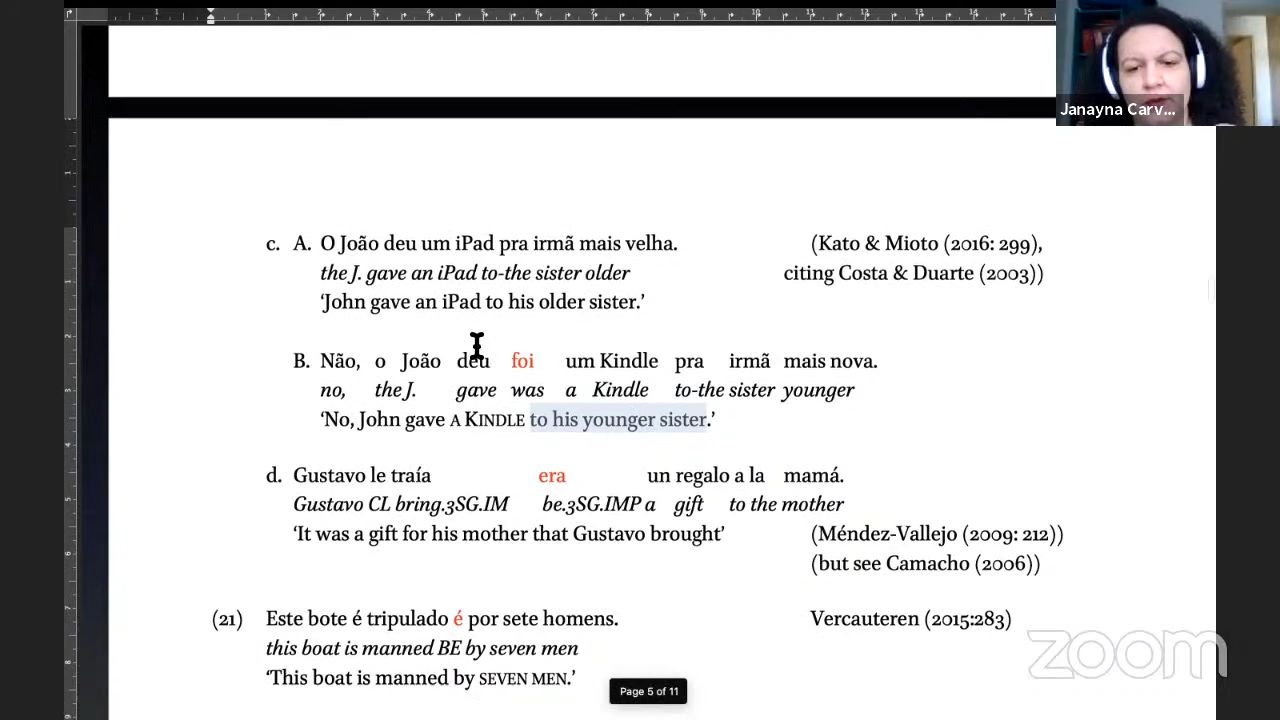 Janayna Carv...
c. A. O João deu um iPad pra irmã mais velha. (Kato & Mioto (2016: 299),
the J. gave an iPad to-the sister older citing Costa & Duarte (2003))
‘John gave an iPad to his older sister.’
B. Não, o João deu foi um Kindle pra irmã mais nova.
no, the J. gave was a Kindle to-the sister younger
‘No, John gave A KINDLE to his younger sister.’
d. Gustavo le traía era un regalo a la mamá.
Gustavo CL bring.3SG.IM be.3SG.IMP a gift to the mother
‘It was a gift for his mother that Gustavo brought’ (Méndez-Vallejo (2009: 212))
(but see Camacho (2006))
(21) Este bote é tripulado é por sete homens. Vercauteren (2015:283)
this boat is manned BE by seven men
‘This boat is manned by SEVEN MEN.’
Page 5 of 11
zoom